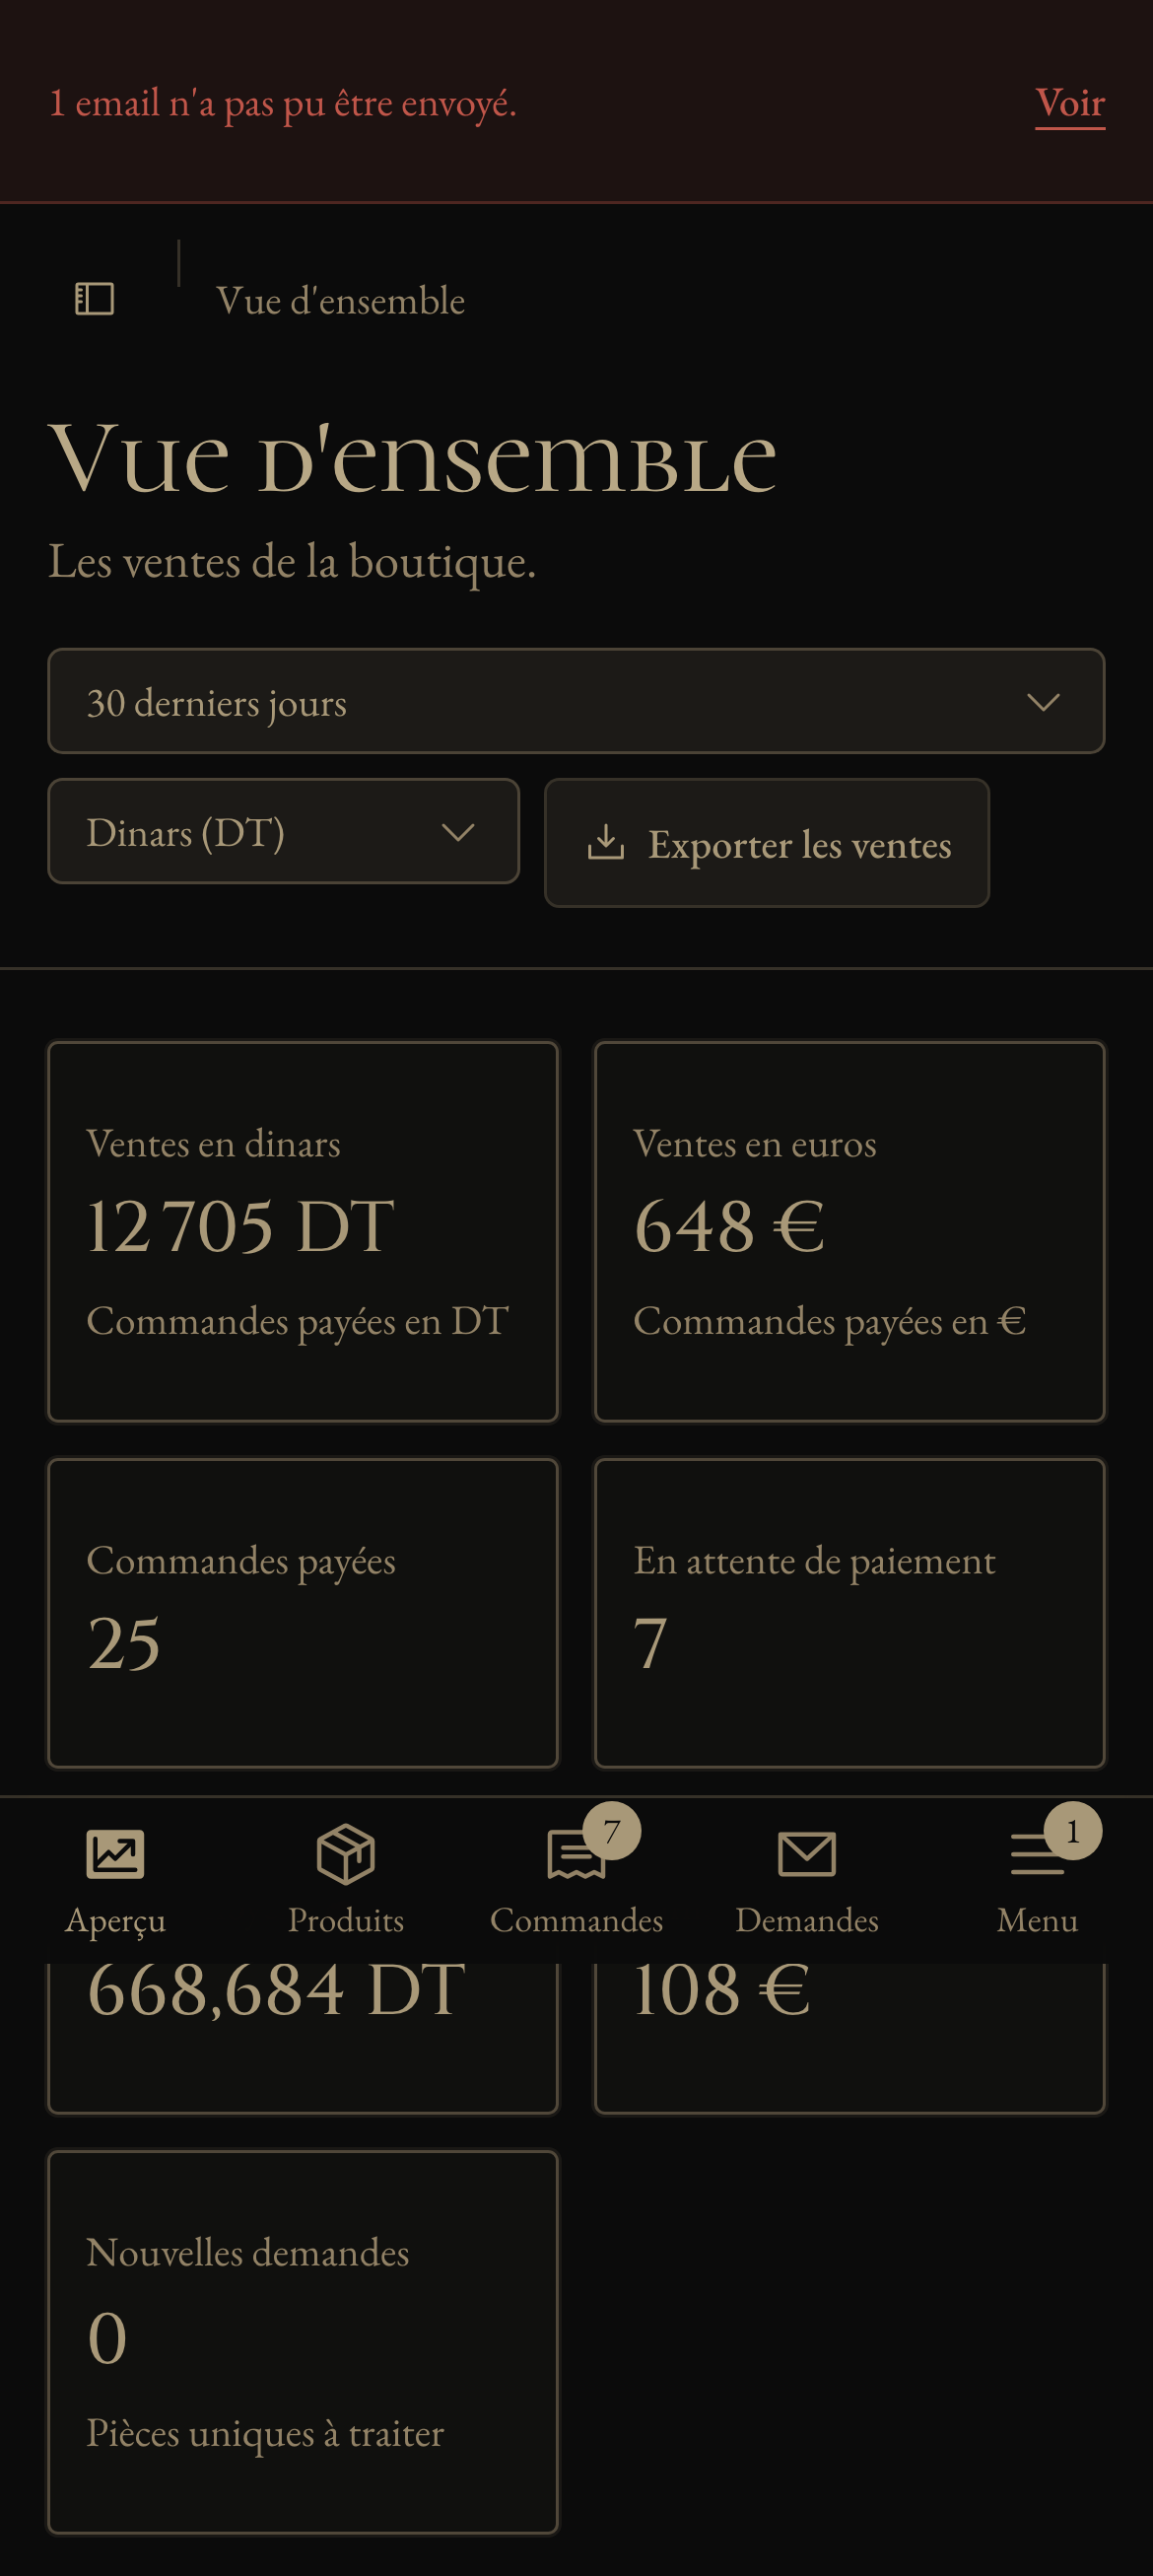 1 email n'a pas pu être envoyé.
Voir
Vue d'ensemble
Vue d'ensemble
Les ventes de la boutique.
30 derniers jours
Dinars (DT)
Exporter les ventes
Ventes en dinars
12 705 DT
Commandes payées en DT
Ventes en euros
648 €
Commandes payées en €
Commandes payées
25
En attente de paiement
7
Aperçu
Produits
7
Commandes
Demandes
1
Menu
668,684 DT
108 €
Nouvelles demandes
0
Pièces uniques à traiter